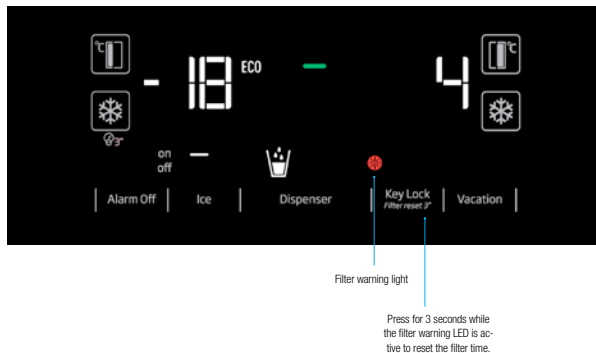 °C
°C
- 18 ECO
4
3"
on
off
Alarm Off Ice Dispenser Key Lock Vacation
Filter reset 3"
Filter warning light
Press for 3 seconds while
the filter warning LED is ac-
tive to reset the filter time.